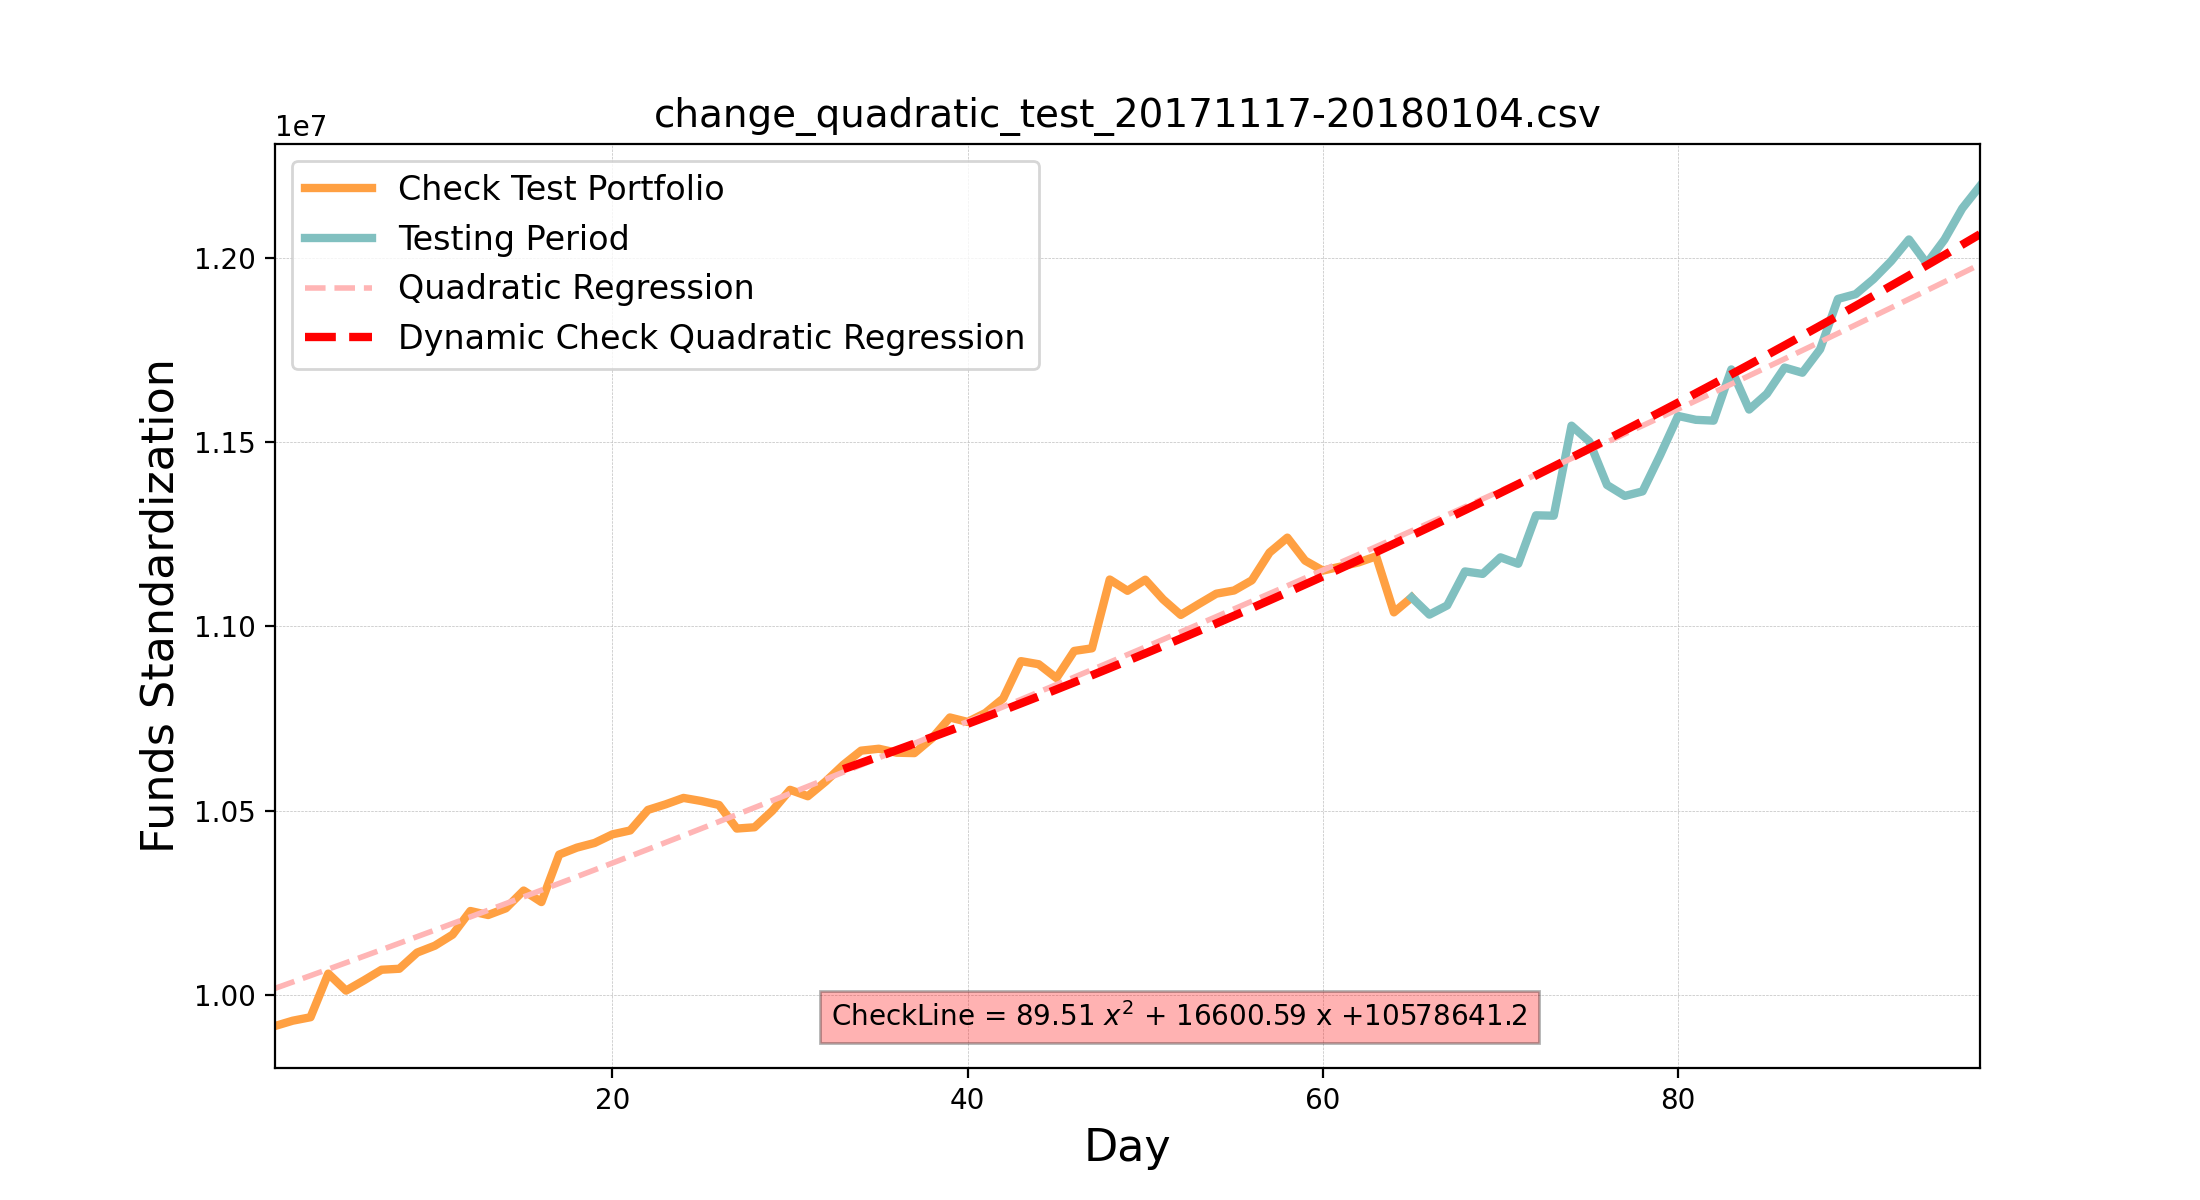 change_quadratic_test_20171117-20180104.csv
1e7
Check Test Portfolio
Testing Period
Quadratic Regression
Dynamic Check Quadratic Regression
1.20
1.15
1.10
1.05
1.00
Funds Standardization
CheckLine = 89.51 x² + 16600.59 x +10578641.2
20 40 60 80
Day